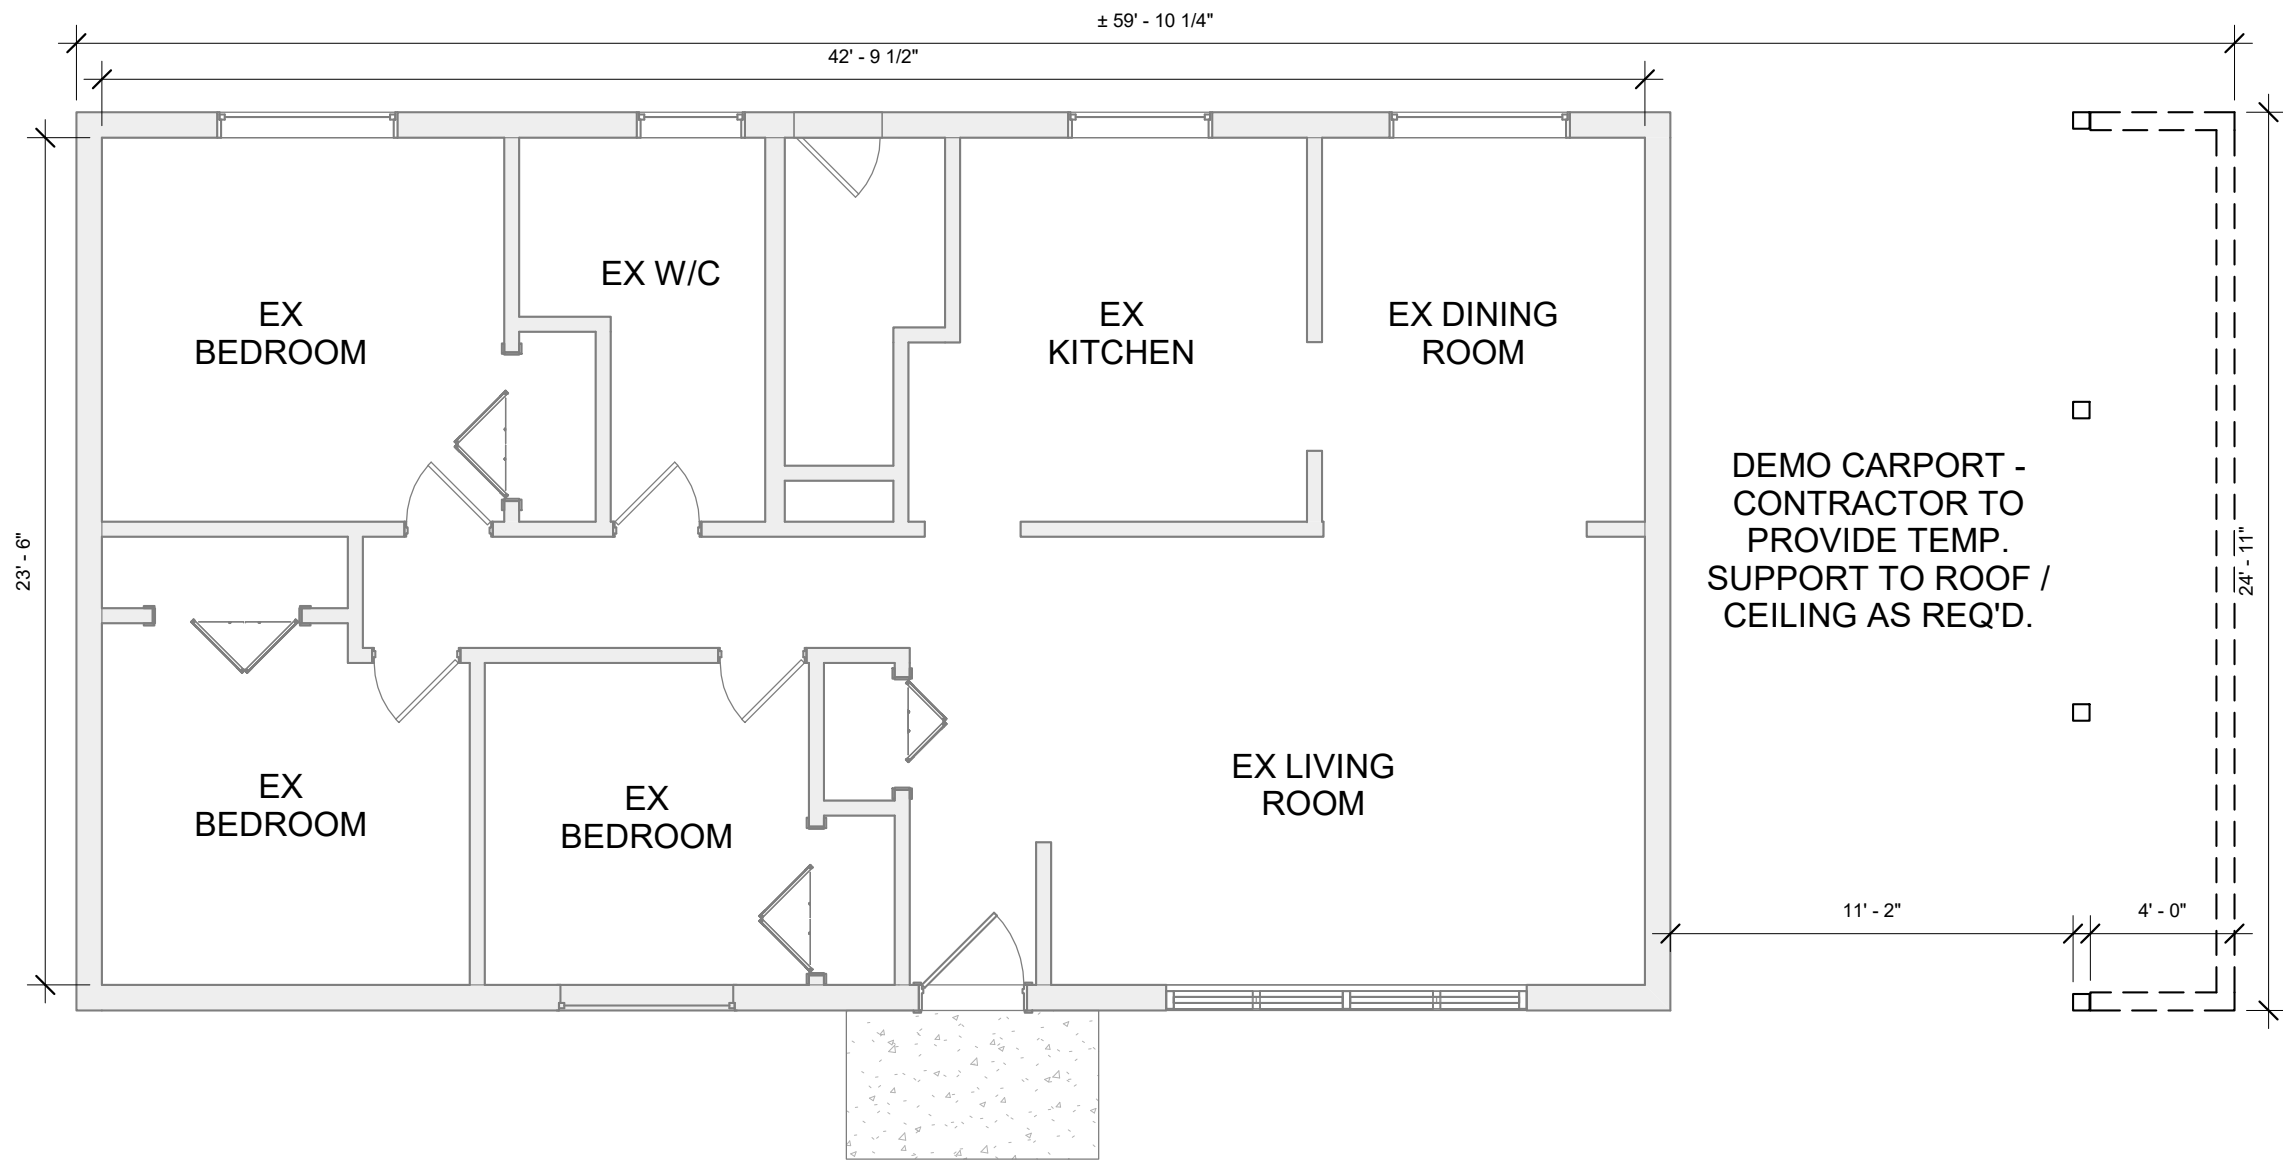 ± 59' - 10 1/4"
42' - 9 1/2"
EX W/C
EX
BEDROOM
EX
KITCHEN
EX DINING
ROOM
DEMO CARPORT -
CONTRACTOR TO
PROVIDE TEMP.
SUPPORT TO ROOF /
CEILING AS REQ'D.
23' - 6"
24' - 11"
EX
BEDROOM
EX
BEDROOM
EX LIVING
ROOM
11' - 2"
4' - 0"